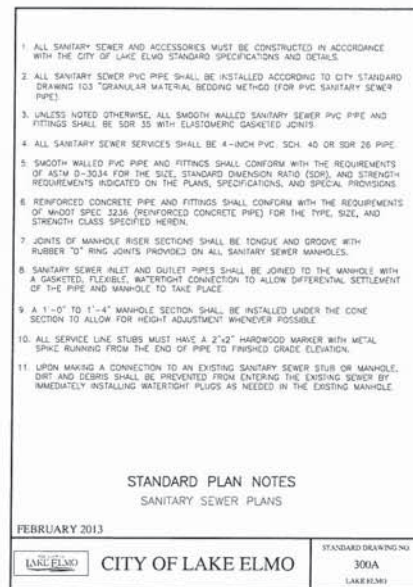 1. ALL SANITARY SEWER AND ACCESSORIES MUST BE CONSTRUCTED IN ACCORDANCE
WITH THE CITY OF LAKE ELMO STANDARD SPECIFICATIONS AND DETAILS.
2. ALL SANITARY SEWER PVC PIPE SHALL BE INSTALLED ACCORDING TO CITY STANDARD
DRAWING 103 "GRANULAR MATERIAL BEDDING METHOD (FOR PVC SANITARY SEWER
PIPE).
3. UNLESS NOTED OTHERWISE, ALL SMOOTH WALLED SANITARY SEWER PVC PIPE AND
FITTINGS SHALL BE SDR 35 WITH ELASTOMERIC GASKETED JOINTS.
4. ALL SANITARY SEWER SERVICES SHALL BE 4-INCH PVC, SCH. 40 OR SDR 26 PIPE.
5. SMOOTH WALLED PVC PIPE AND FITTINGS SHALL CONFORM WITH THE REQUIREMENTS
OF ASTM D-3034 FOR THE SIZE, STANDARD DIMENSION RATIO (SDR), AND STRENGTH
REQUIREMENTS INDICATED ON THE PLANS, SPECIFICATIONS, AND SPECIAL PROVISIONS.
6. REINFORCED CONCRETE PIPE AND FITTINGS SHALL CONFORM WITH THE REQUIREMENTS
OF MnDOT SPEC 3236 (REINFORCED CONCRETE PIPE) FOR THE TYPE, SIZE, AND
STRENGTH CLASS SPECIFIED HEREIN.
7. JOINTS OF MANHOLE RISER SECTIONS SHALL BE TONGUE AND GROOVE WITH
RUBBER "O" RING JOINTS PROVIDED ON ALL SANITARY SEWER MANHOLES.
8. SANITARY SEWER INLET AND OUTLET PIPES SHALL BE JOINED TO THE MANHOLE WITH
A GASKETED, FLEXIBLE, WATERTIGHT CONNECTION TO ALLOW DIFFERENTIAL SETTLEMENT
OF THE PIPE AND MANHOLE TO TAKE PLACE.
9. A 1'-0" TO 1'-4" MANHOLE SECTION SHALL BE INSTALLED UNDER THE CONE
SECTION TO ALLOW FOR HEIGHT ADJUSTMENT WHENEVER POSSIBLE.
10. ALL SERVICE LINE STUBS MUST HAVE A 2"x2" HARDWOOD MARKER WITH METAL
SPIKE RUNNING FROM THE END OF PIPE TO FINISHED GRADE ELEVATION.
11. UPON MAKING A CONNECTION TO AN EXISTING SANITARY SEWER STUB OR MANHOLE,
DIRT AND DEBRIS SHALL BE PREVENTED FROM ENTERING THE EXISTING SEWER BY
IMMEDIATELY INSTALLING WATERTIGHT PLUGS AS NEEDED IN THE EXISTING MANHOLE.
STANDARD PLAN NOTES
SANITARY SEWER PLANS
FEBRUARY 2013
LAKE ELMO
CITY OF LAKE ELMO
STANDARD DRAWING NO
300A
LAKE ELMO